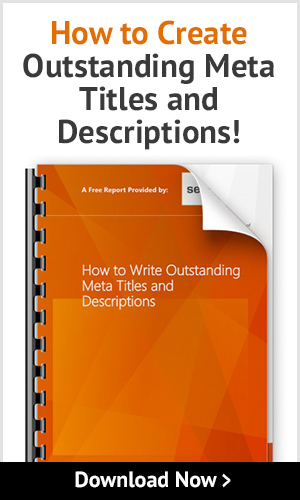 How to Create
Outstanding Meta
Titles and
Descriptions!
A Free Report Provided by:
How to Write Outstanding
Meta Titles and
Descriptions
Download Now >